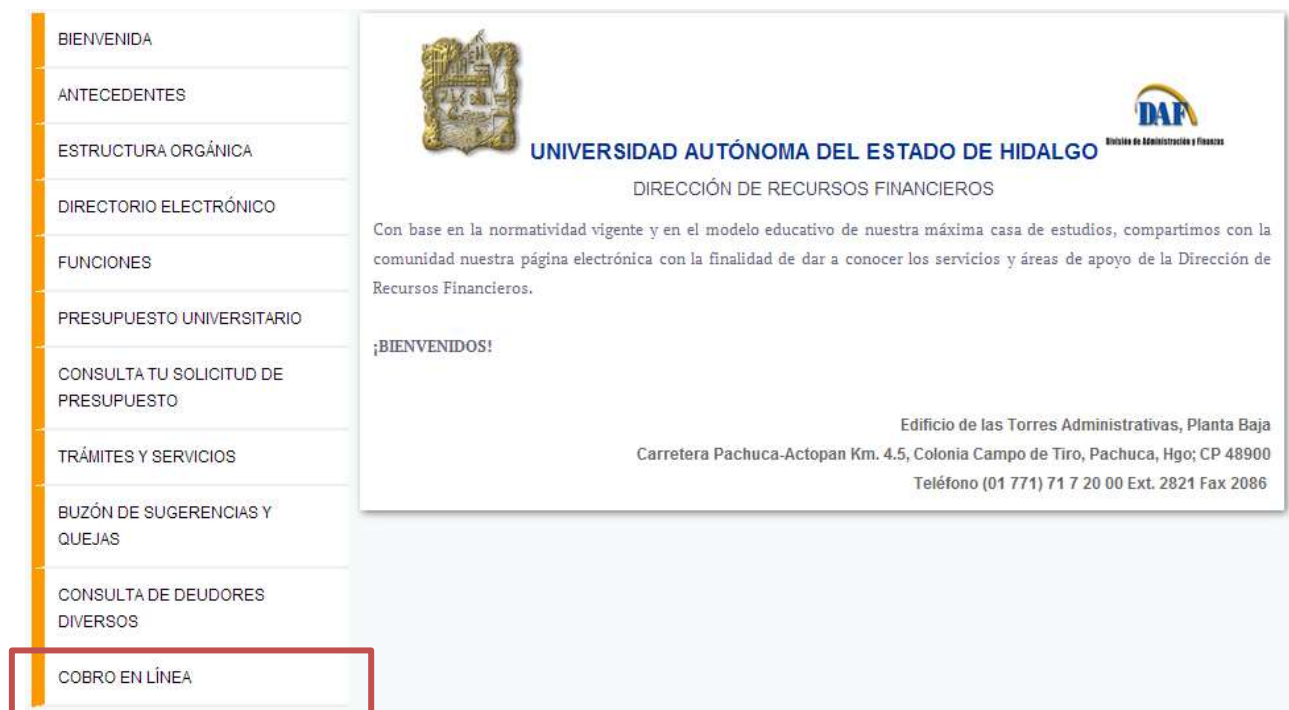 BIENVENIDA
ANTECEDENTES
ESTRUCTURA ORGÁNICA
DIRECTORIO ELECTRÓNICO
FUNCIONES
PRESUPUESTO UNIVERSITARIO
CONSULTA TU SOLICITUD DE
PRESUPUESTO
TRÁMITES Y SERVICIOS
BUZÓN DE SUGERENCIAS Y
QUEJAS
CONSULTA DE DEUDORES
DIVERSOS
COBRO EN LÍNEA
DAF
División de Administración y Finanzas
UNIVERSIDAD AUTÓNOMA DEL ESTADO DE HIDALGO
DIRECCIÓN DE RECURSOS FINANCIEROS
Con base en la normatividad vigente y en el modelo educativo de nuestra máxima casa de estudios, compartimos con la
comunidad nuestra página electrónica con la finalidad de dar a conocer los servicios y áreas de apoyo de la Dirección de
Recursos Financieros.
¡BIENVENIDOS!
Edificio de las Torres Administrativas, Planta Baja
Carretera Pachuca-Actopan Km. 4.5, Colonia Campo de Tiro, Pachuca, Hgo; CP 48900
Teléfono (01 771) 71 7 20 00 Ext. 2821 Fax 2086